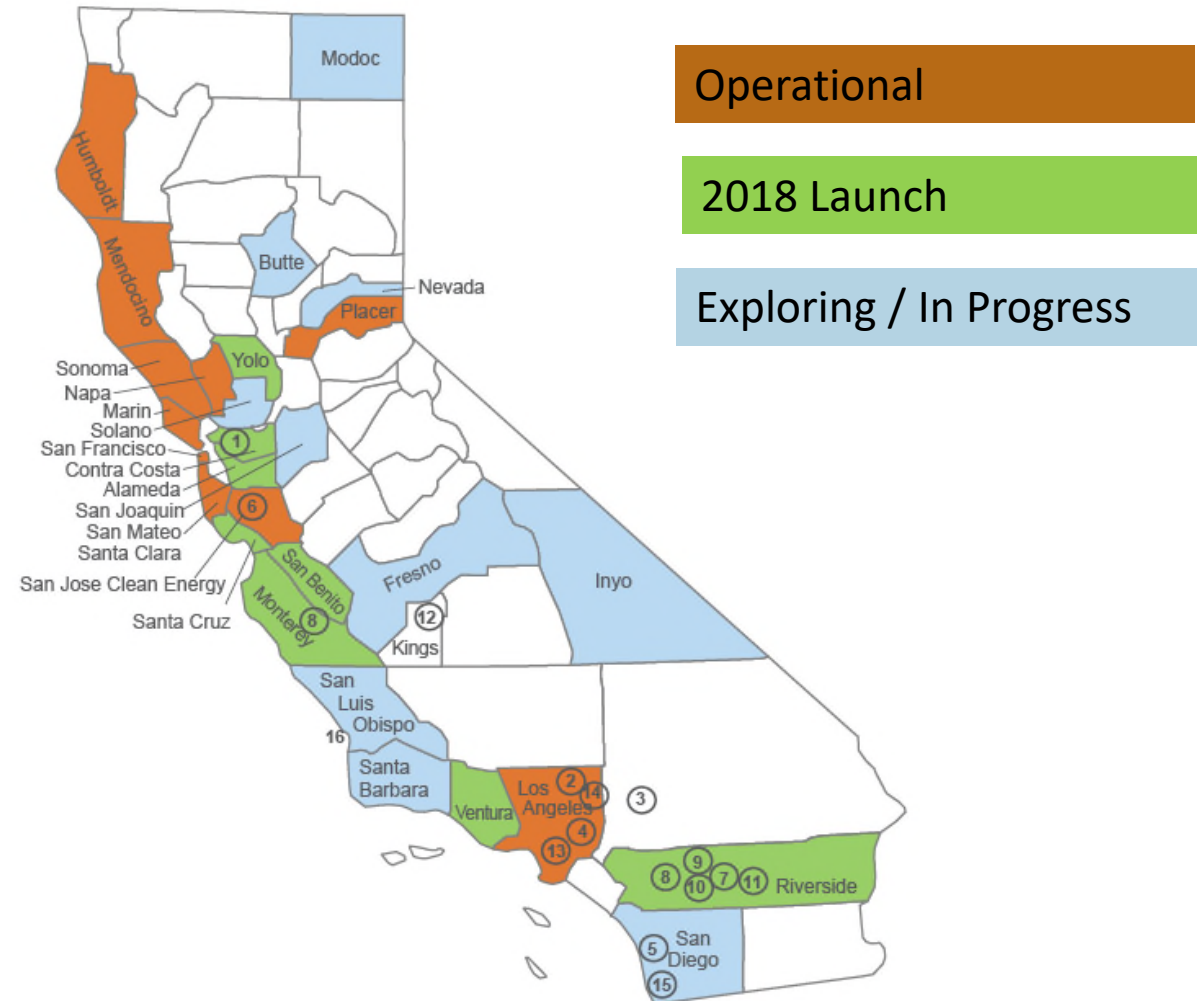 Operational
2018 Launch
Exploring / In Progress
Modoc
Humboldt
Mendocino
Butte
Nevada
Placer
Yolo
Sonoma
Napa
Marin
Solano
San Francisco
Contra Costa
Alameda
San Joaquin
San Mateo
Santa Clara
San Jose Clean Energy
Santa Cruz
1
6
San Benito
Monterey
8
Fresno
12
Kings
Inyo
San
Luis
Obispo
16
Santa
Barbara
Ventura
Los
Angeles
2
14
3
4
13
9
8
10
7
11
Riverside
5
San
Diego
15